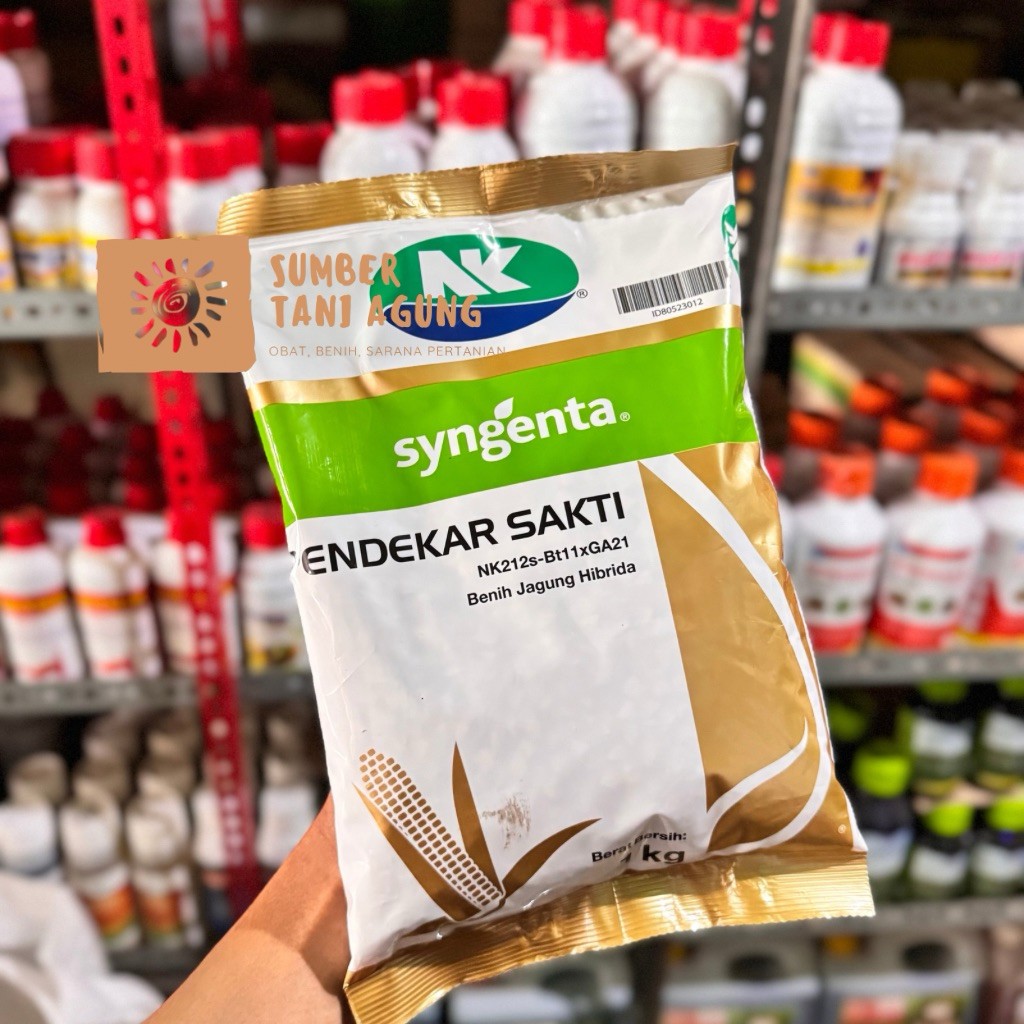 SUMBER
TANI AGUNG
OBAT, BENIH, SARANA PERTANIAN
NK
®
ID80523012
syngenta®
ENDEKAR SAKTI
NK212s-Bt11xGA21
Benih Jagung Hibrida
Berat Bersih:
kg